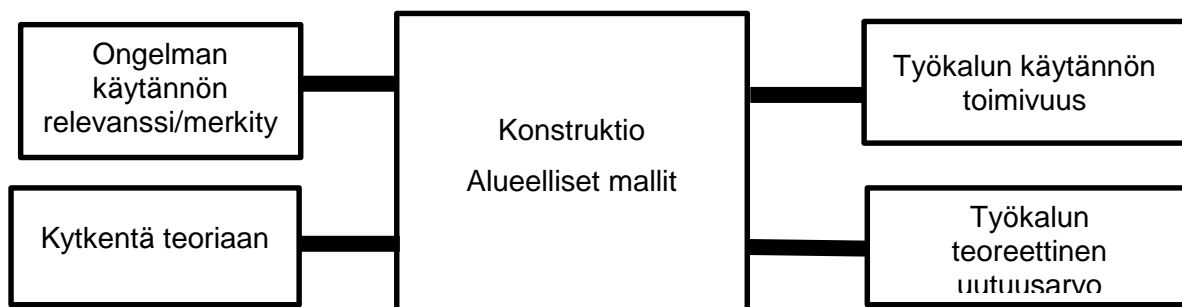 Ongelman
käytännön
relevanssi/merkity
Kytkentä teoriaan
Konstruktio
Alueelliset mallit
Työkalun käytännön
toimivuus
Työkalun
teoreettinen
uutuusarvo